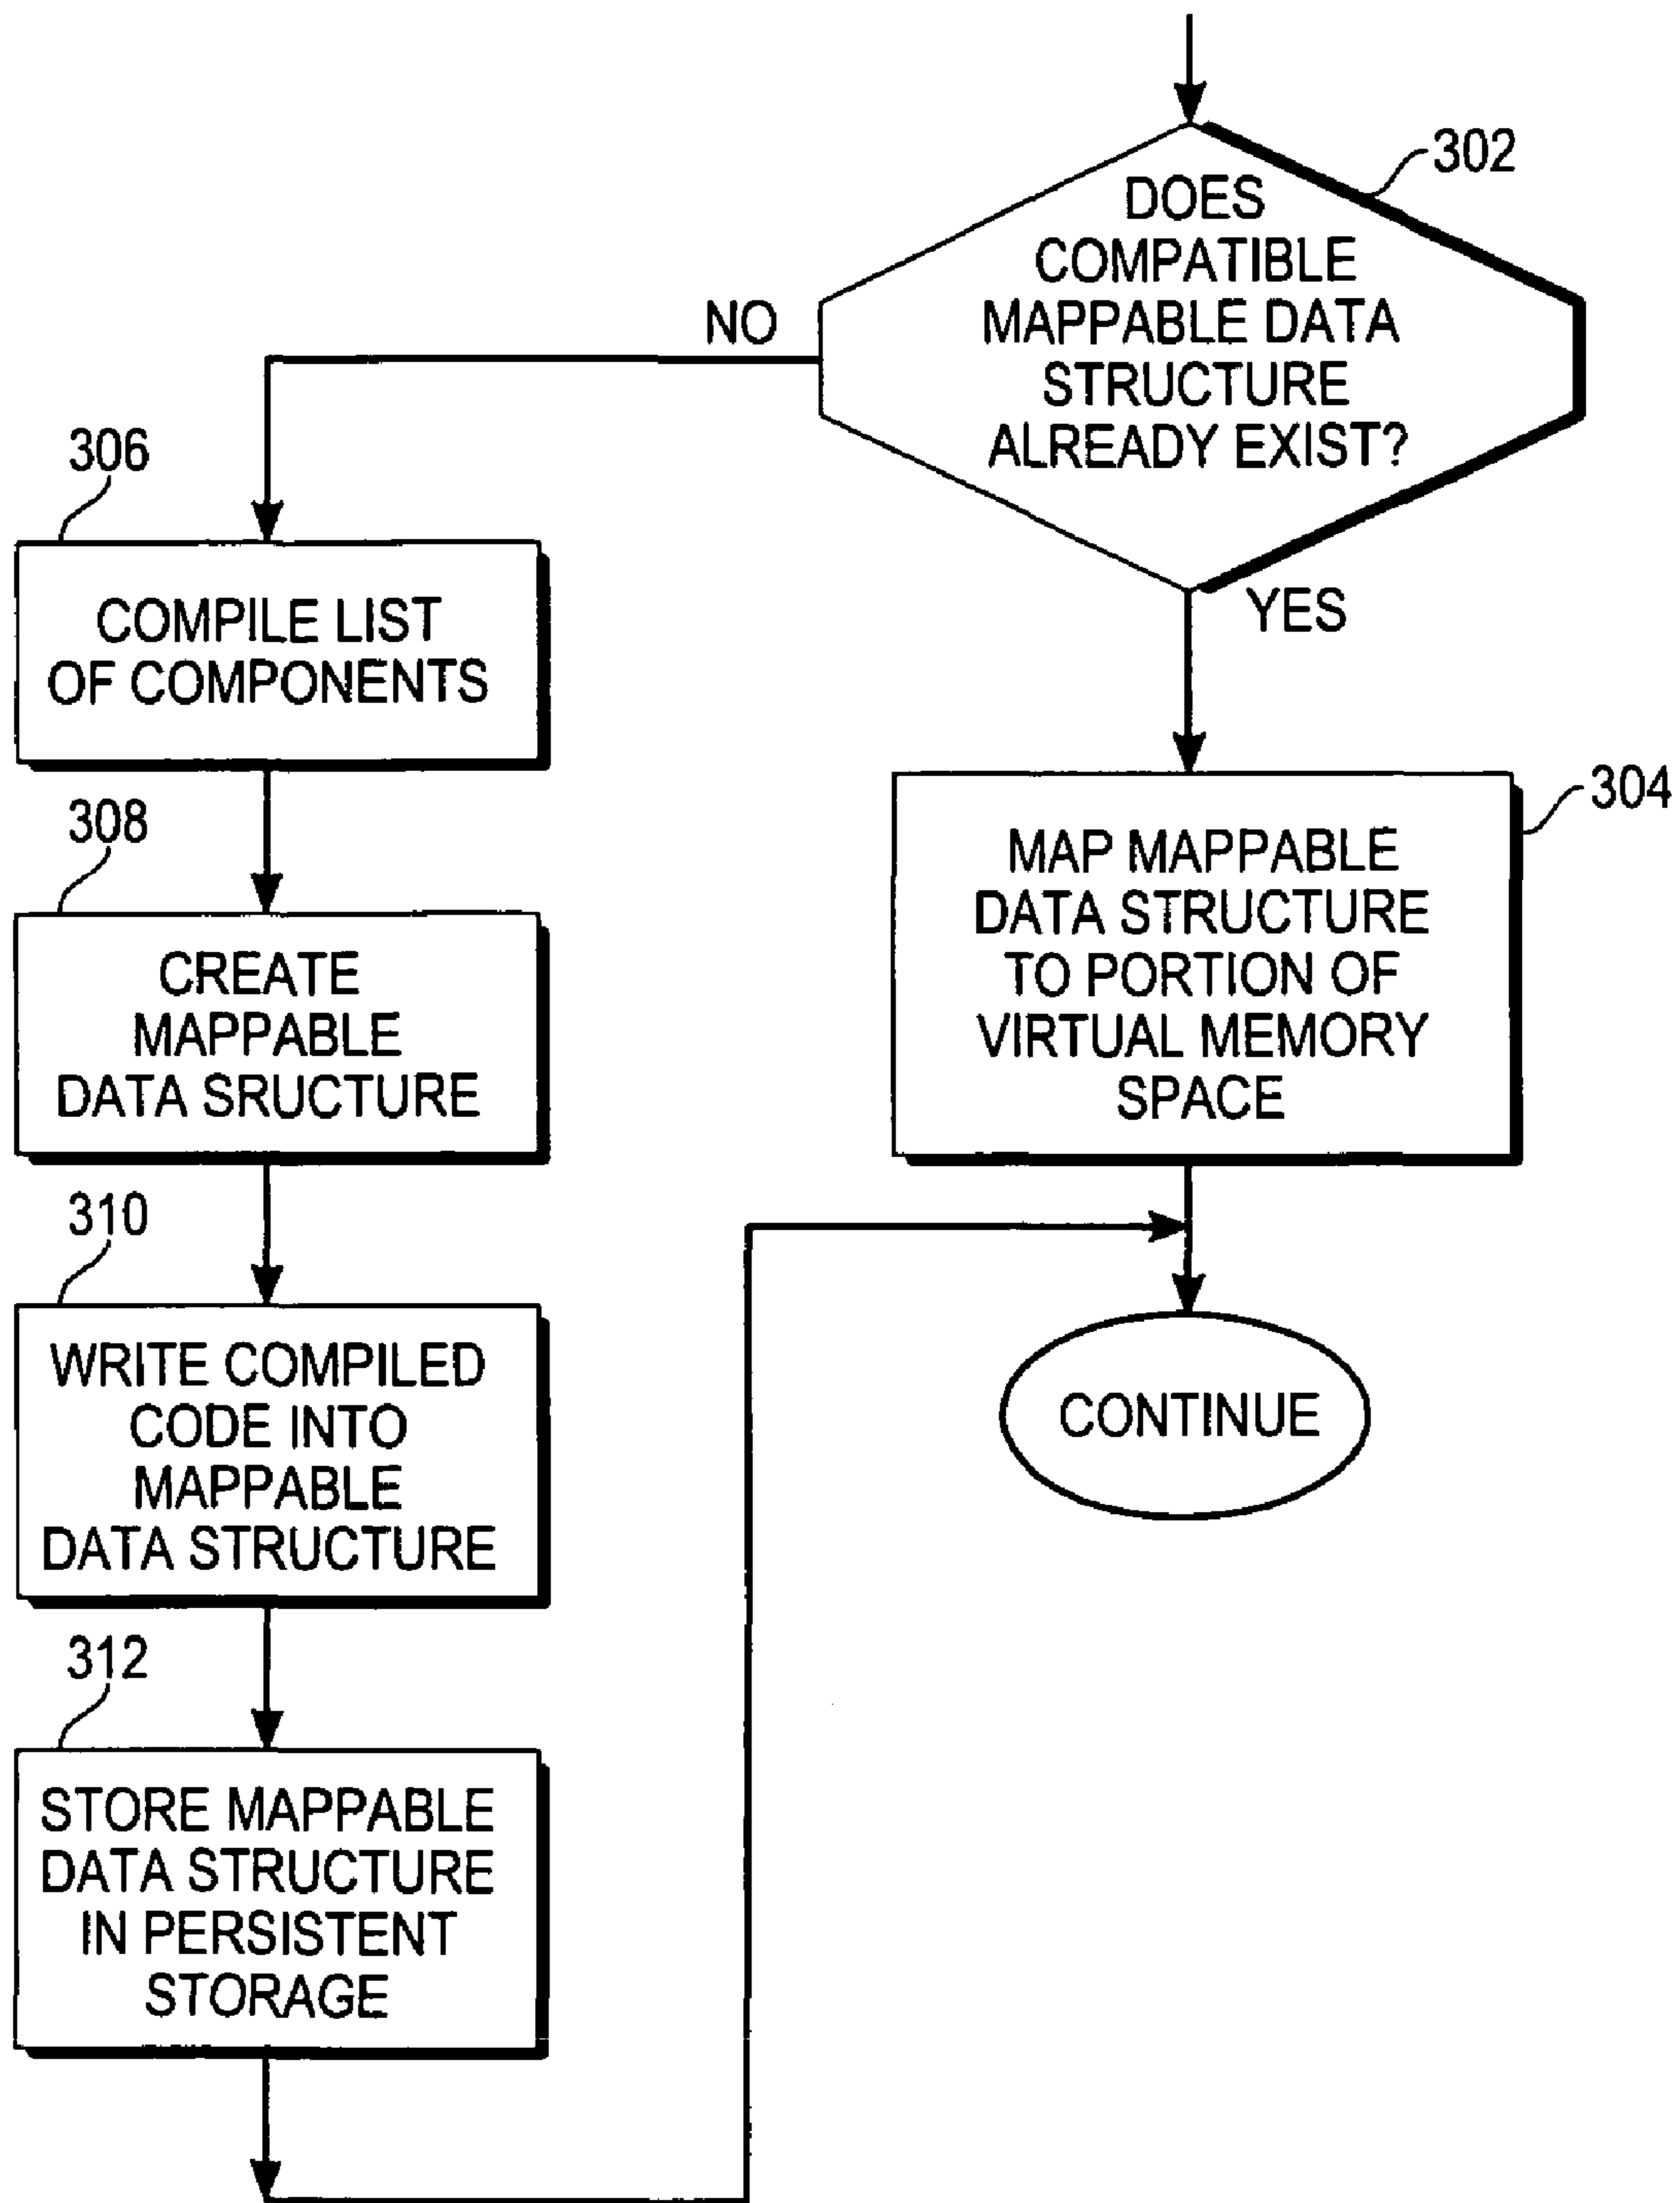 302
DOES
COMPATIBLE
MAPPABLE DATA
STRUCTURE
ALREADY EXIST?
NO
YES
306
COMPILE LIST
OF COMPONENTS
308
CREATE
MAPPABLE
DATA SRUCTURE
310
WRITE COMPILED
CODE INTO
MAPPABLE
DATA STRUCTURE
312
STORE MAPPABLE
DATA STRUCTURE
IN PERSISTENT
STORAGE
304
MAP MAPPABLE
DATA STRUCTURE
TO PORTION OF
VIRTUAL MEMORY
SPACE
CONTINUE